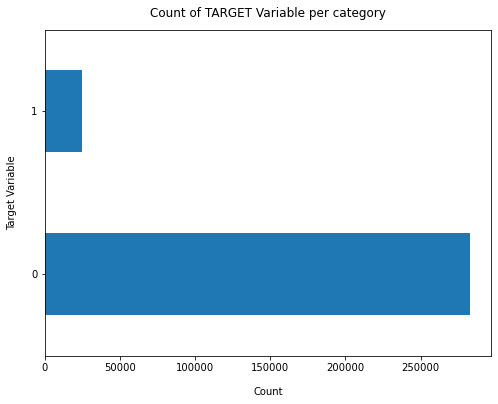 Count of TARGET Variable per category
1
0
Target Variable
0
50000
100000
150000
200000
250000
Count